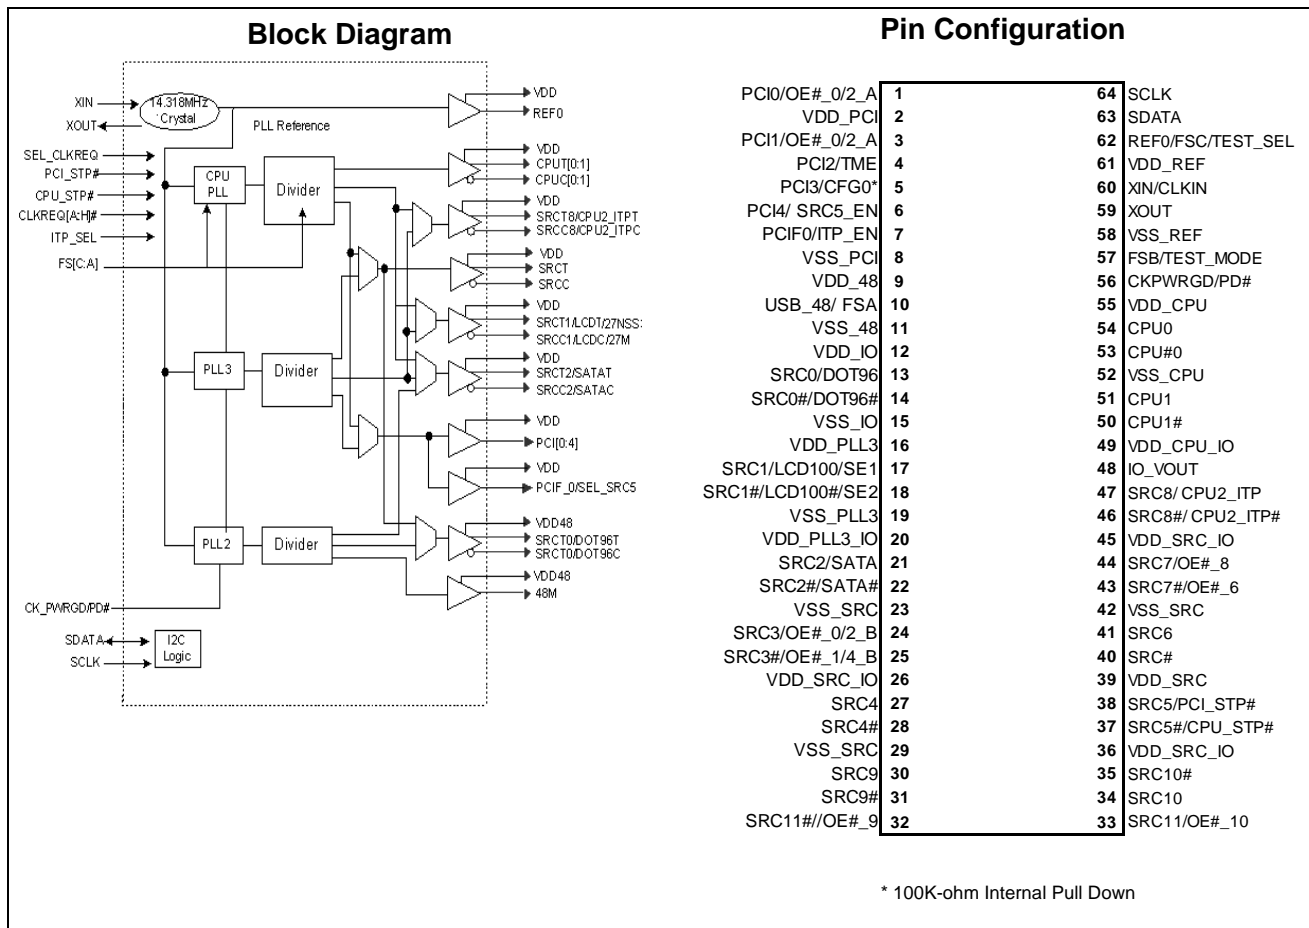 Block Diagram
XIN
XOUT
14.318MHz
Crystal
PLL Reference
SEL_CLKREQ
PCI_STP#
CPU_STP#
CLKREQ[A:H]#
ITP_SEL
FS[C:A]
CPU
PLL
Divider
PLL3
Divider
PLL2
Divider
CK_PWRGD/PD#
SDATA
SCLK
I2C
Logic
VDD
REF0
VDD
CPUT[0:1]
CPUC[0:1]
VDD
SRCT8/CPU2_ITPT
SRCC8/CPU2_ITPC
VDD
SRCT
SRCC
VDD
SRCT1/LCDT/27NSS
SRCC1/LCDC/27M
VDD
SRCT2/SATAT
SRCC2/SATAC
VDD
PCI[0:4]
VDD
PCIF_0/SEL_SRC5
VDD48
SRCT0/DOT96T
SRCT0/DOT96C
VDD48
48M
Pin Configuration
PCI0/OE#_0/2_A 1 64 SCLK
VDD_PCI 2 63 SDATA
PCI1/OE#_0/2_A 3 62 REF0/FSC/TEST_SEL
PCI2/TME 4 61 VDD_REF
PCI3/CFG0* 5 60 XIN/CLKIN
PCI4/ SRC5_EN 6 59 XOUT
PCIF0/ITP_EN 7 58 VSS_REF
VSS_PCI 8 57 FSB/TEST_MODE
VDD_48 9 56 CKPWRGD/PD#
USB_48/ FSA 10 55 VDD_CPU
VSS_48 11 54 CPU0
VDD_IO 12 53 CPU#0
SRC0/DOT96 13 52 VSS_CPU
SRC0#/DOT96# 14 51 CPU1
VSS_IO 15 50 CPU1#
VDD_PLL3 16 49 VDD_CPU_IO
SRC1/LCD100/SE1 17 48 IO_VOUT
SRC1#/LCD100#/SE2 18 47 SRC8/ CPU2_ITP
VSS_PLL3 19 46 SRC8#/ CPU2_ITP#
VDD_PLL3_IO 20 45 VDD_SRC_IO
SRC2/SATA 21 44 SRC7/OE#_8
SRC2#/SATA# 22 43 SRC7#/OE#_6
VSS_SRC 23 42 VSS_SRC
SRC3/OE#_0/2_B 24 41 SRC6
SRC3#/OE#_1/4_B 25 40 SRC#
VDD_SRC_IO 26 39 VDD_SRC
SRC4 27 38 SRC5/PCI_STP#
SRC4# 28 37 SRC5#/CPU_STP#
VSS_SRC 29 36 VDD_SRC_IO
SRC9 30 35 SRC10#
SRC9# 31 34 SRC10
SRC11#//OE#_9 32 33 SRC11/OE#_10
* 100K-ohm Internal Pull Down